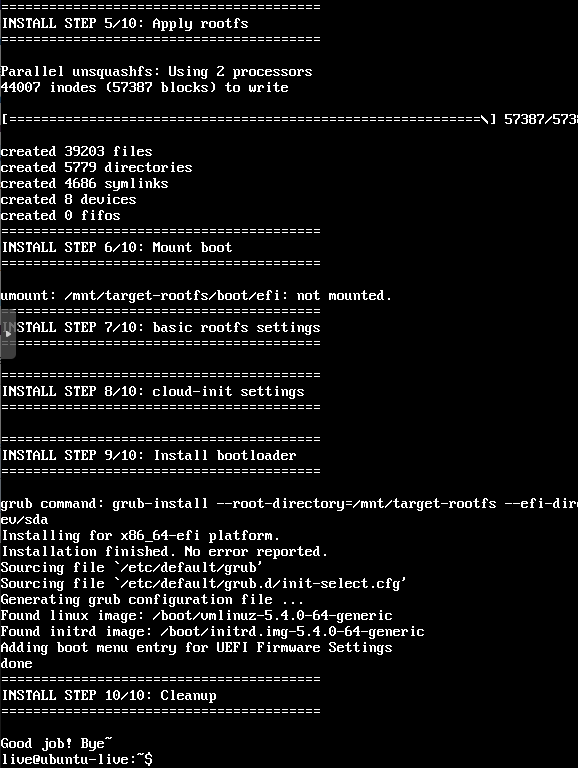 ========================================
INSTALL STEP 5/10: Apply rootfs
========================================
Parallel unsquashfs: Using 2 processors
44007 inodes (57387 blocks) to write
[===========================================================\] 57387/5738
created 39203 files
created 5779 directories
created 4686 symlinks
created 8 devices
created 0 fifos
========================================
INSTALL STEP 6/10: Mount boot
========================================
umount: /mnt/target-rootfs/boot/efi: not mounted.
========================================
INSTALL STEP 7/10: basic rootfs settings
========================================
========================================
INSTALL STEP 8/10: cloud-init settings
========================================
========================================
INSTALL STEP 9/10: Install bootloader
========================================
grub command: grub-install --root-directory=/mnt/target-rootfs --efi-dire
ev/sda
Installing for x86_64-efi platform.
Installation finished. No error reported.
Sourcing file `/etc/default/grub'
Sourcing file `/etc/default/grub.d/init-select.cfg'
Generating grub configuration file ...
Found linux image: /boot/vmlinuz-5.4.0-64-generic
Found initrd image: /boot/initrd.img-5.4.0-64-generic
Adding boot menu entry for UEFI Firmware Settings
done
========================================
INSTALL STEP 10/10: Cleanup
========================================
Good job! Bye~
live@ubuntu-live:~$